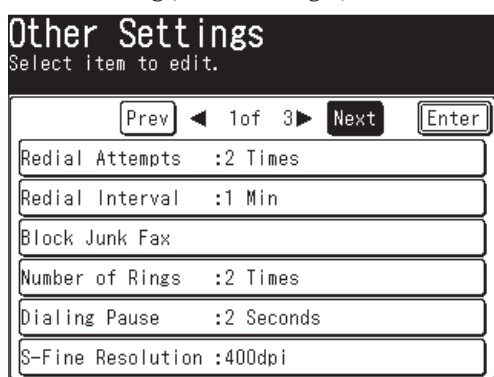 Other Settings
Select item to edit.
Prev ◀ 1of 3▶ Next Enter
Redial Attempts :2 Times
Redial Interval :1 Min
Block Junk Fax
Number of Rings :2 Times
Dialing Pause :2 Seconds
S-Fine Resolution :400dpi